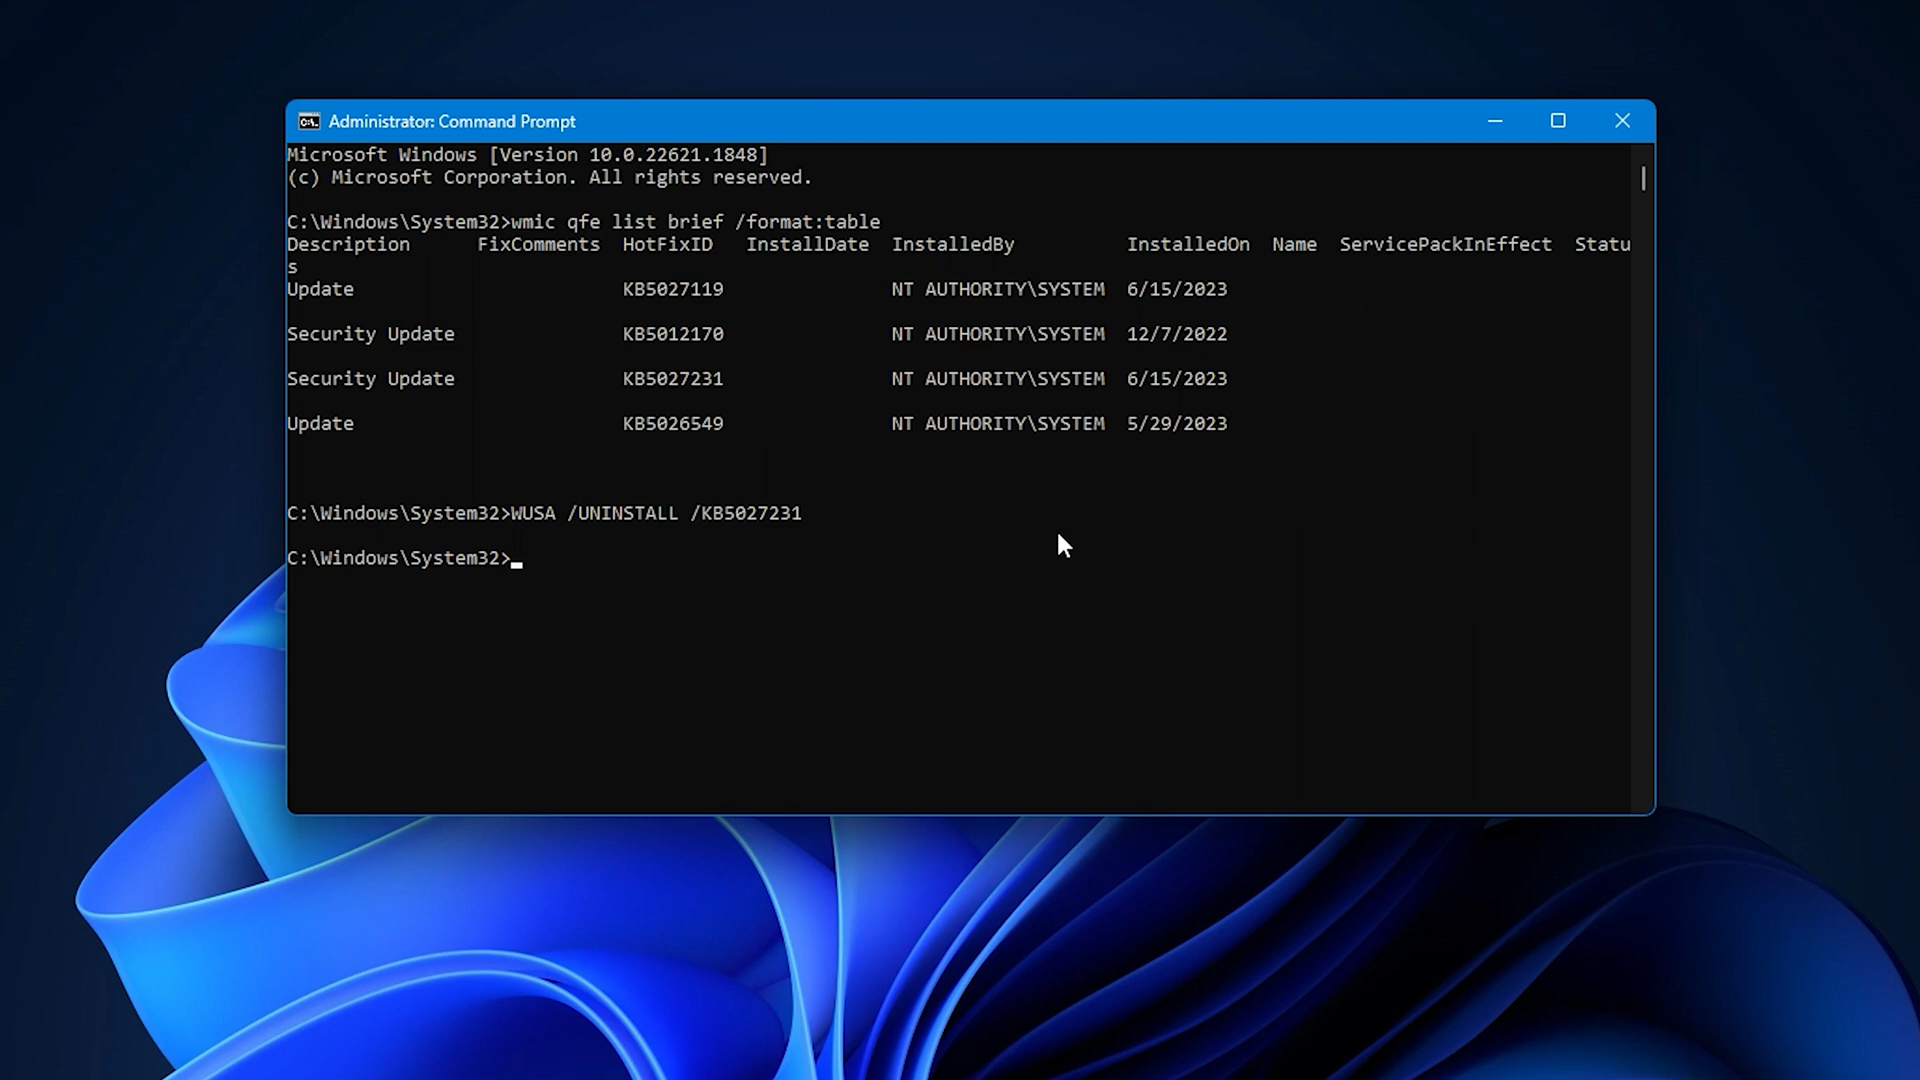 Administrator: Command Prompt
Microsoft Windows [Version 10.0.22621.1848]
(c) Microsoft Corporation. All rights reserved.
C:\Windows\System32>wmic qfe list brief /format:table
Description FixComments HotFixID InstallDate InstalledBy InstalledOn Name ServicePackInEffect Statu
s
Update KB5027119 NT AUTHORITY\SYSTEM 6/15/2023
Security Update KB5012170 NT AUTHORITY\SYSTEM 12/7/2022
Security Update KB5027231 NT AUTHORITY\SYSTEM 6/15/2023
Update KB5026549 NT AUTHORITY\SYSTEM 5/29/2023
C:\Windows\System32>WUSA /UNINSTALL /KB5027231
C:\Windows\System32>